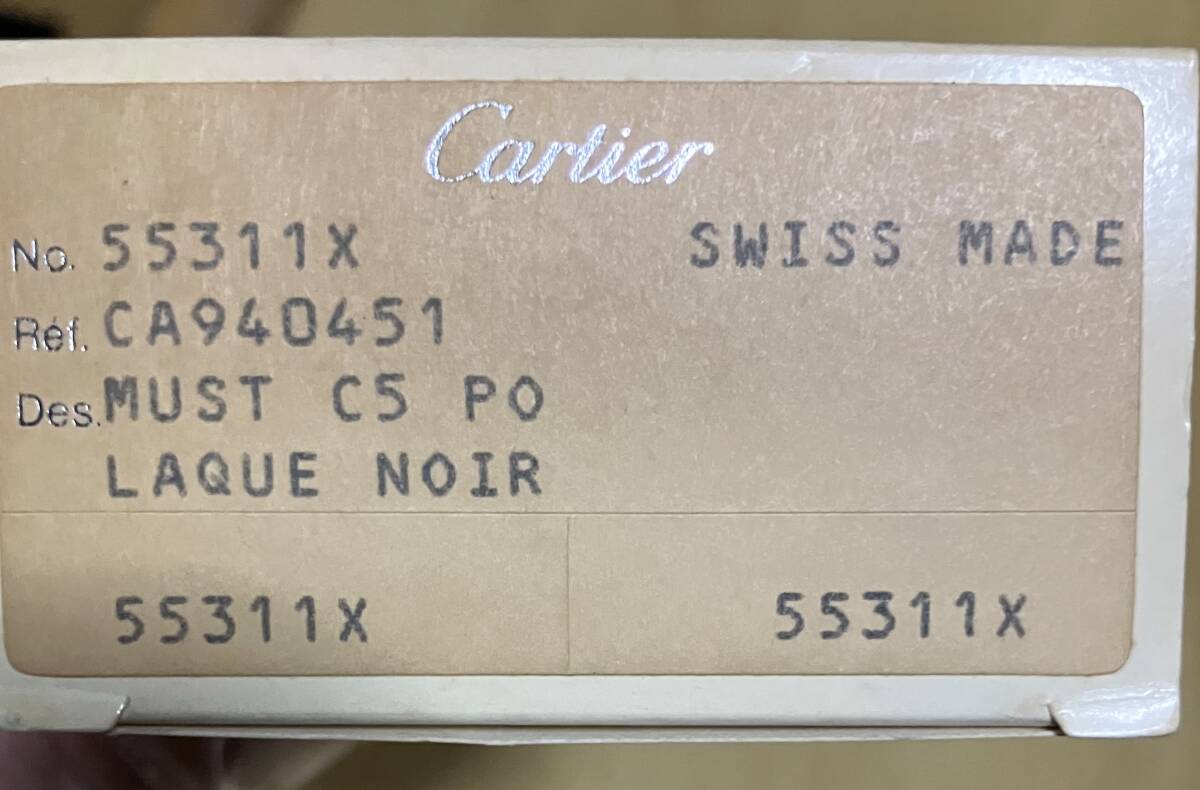 Cartier
No. 55311X SWISS MADE
Réf. CA940451
Des. MUST C5 PO
LAQUE NOIR
55311X 55311X